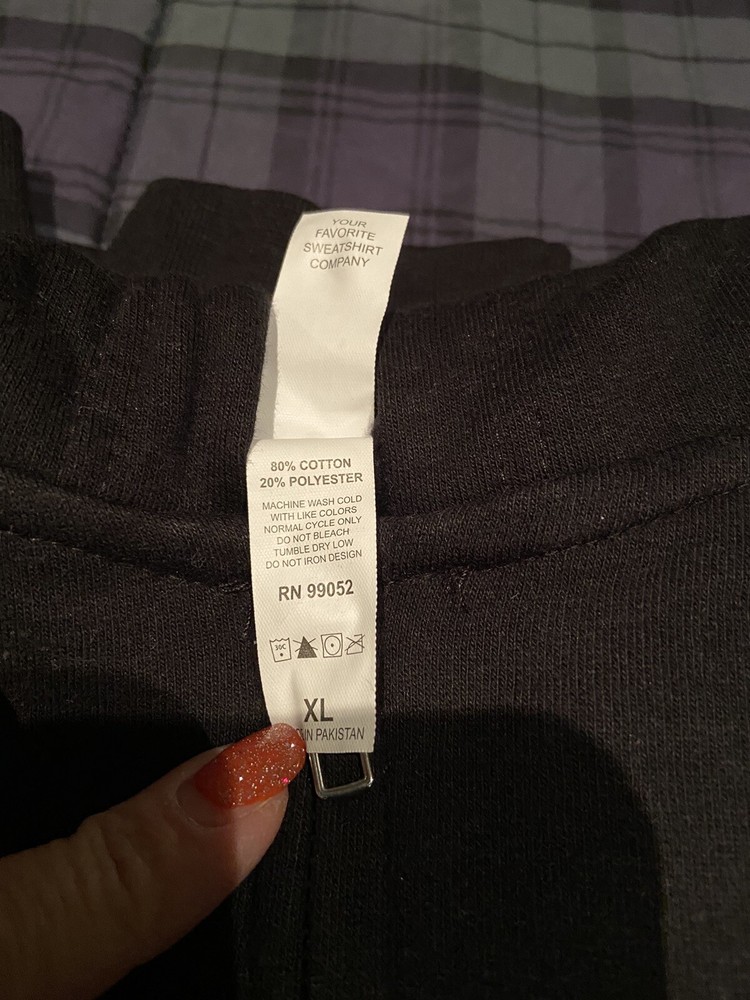 YOUR
FAVORITE
SWEATSHIRT
COMPANY
80% COTTON
20% POLYESTER
MACHINE WASH COLD
WITH LIKE COLORS
NORMAL CYCLE ONLY
DO NOT BLEACH
TUMBLE DRY LOW
DO NOT IRON DESIGN
RN 99052
30C
XL
IN PAKISTAN